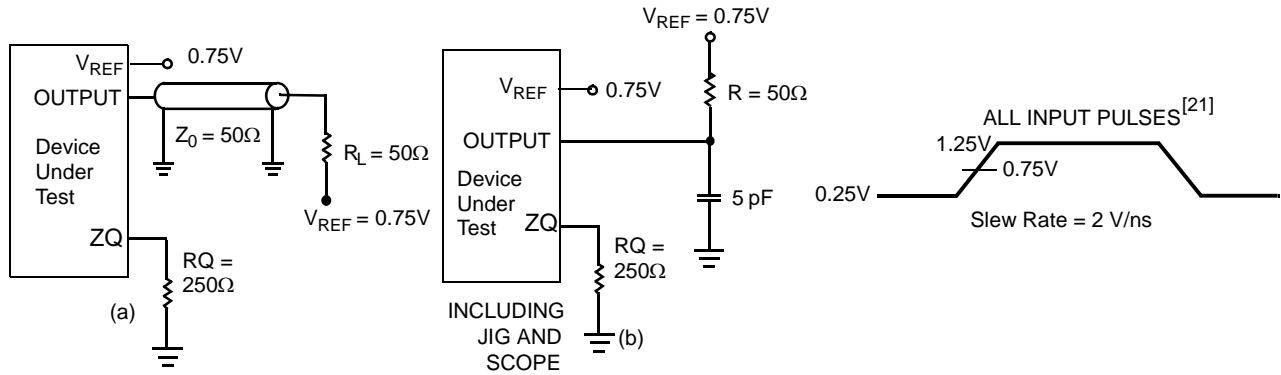 VREF 0.75V
OUTPUT
Z0 = 50Ω
Device
Under
Test
RL = 50Ω
VREF = 0.75V
ZQ
RQ =
250Ω
(a)
VREF = 0.75V
R = 50Ω
VREF 0.75V
OUTPUT
Device
Under
Test
5 pF
ZQ
RQ =
250Ω
INCLUDING
JIG AND
SCOPE
(b)
ALL INPUT PULSES[21]
1.25V
0.75V
0.25V
Slew Rate = 2 V/ns